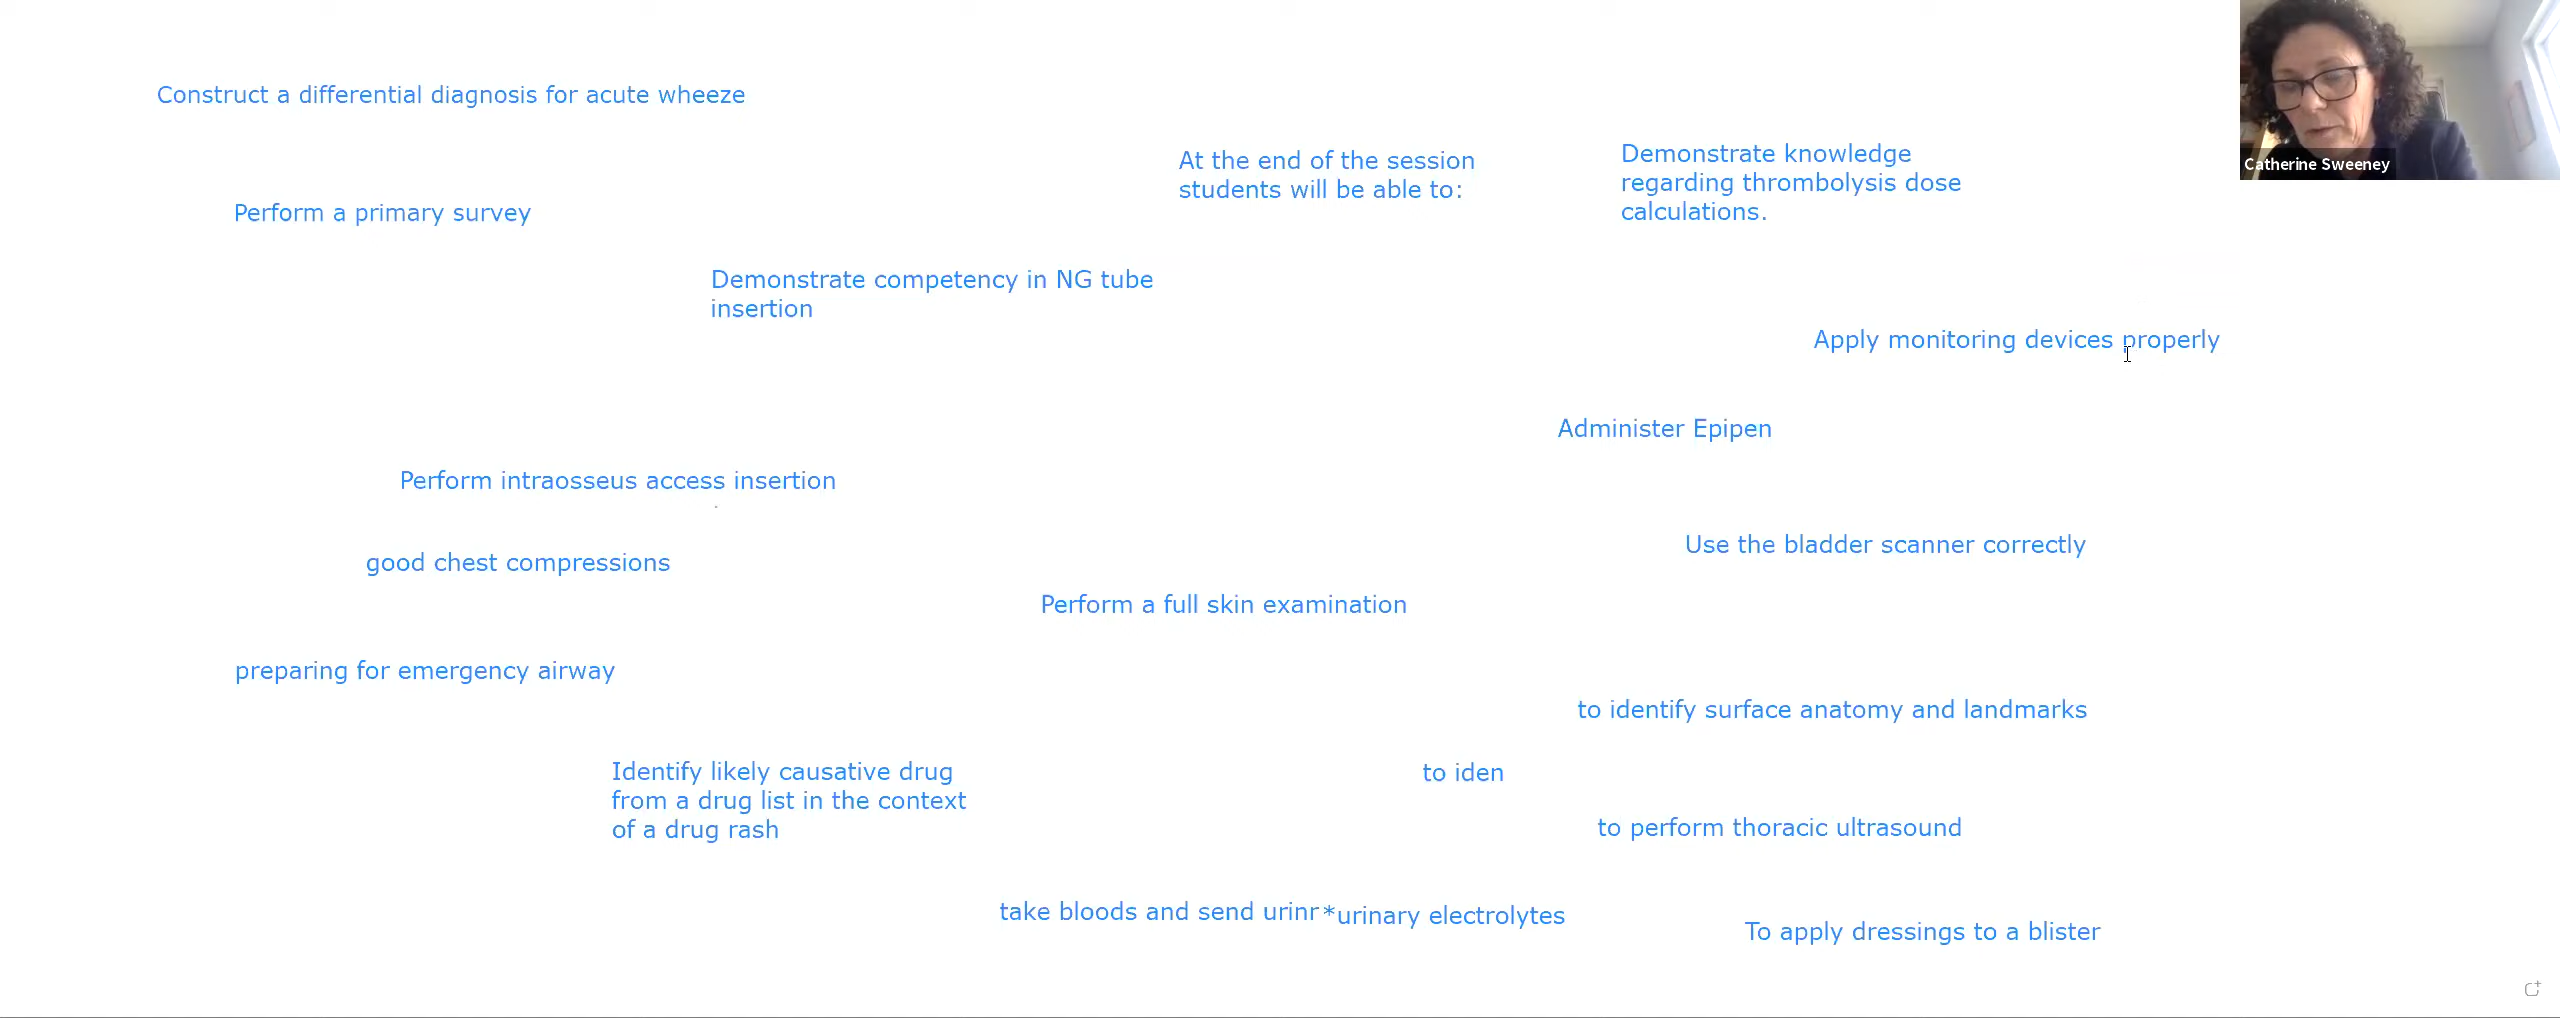 Construct a differential diagnosis for acute wheeze
At the end of the session
students will be able to:
Demonstrate knowledge
regarding thrombolysis dose
calculations.
Catherine Sweeney
Perform a primary survey
Demonstrate competency in NG tube
insertion
Apply monitoring devices properly
Administer Epipen
Perform intraosseus access insertion
good chest compressions
Use the bladder scanner correctly
Perform a full skin examination
preparing for emergency airway
to identify surface anatomy and landmarks
Identify likely causative drug
from a drug list in the context
of a drug rash
to iden
to perform thoracic ultrasound
take bloods and send urinr
*urinary electrolytes
To apply dressings to a blister